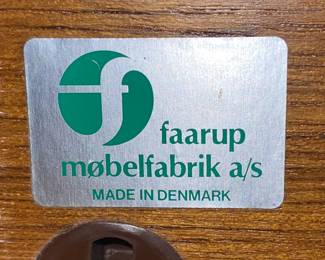 f
faarup
møbelfabrik a/s
MADE IN DENMARK